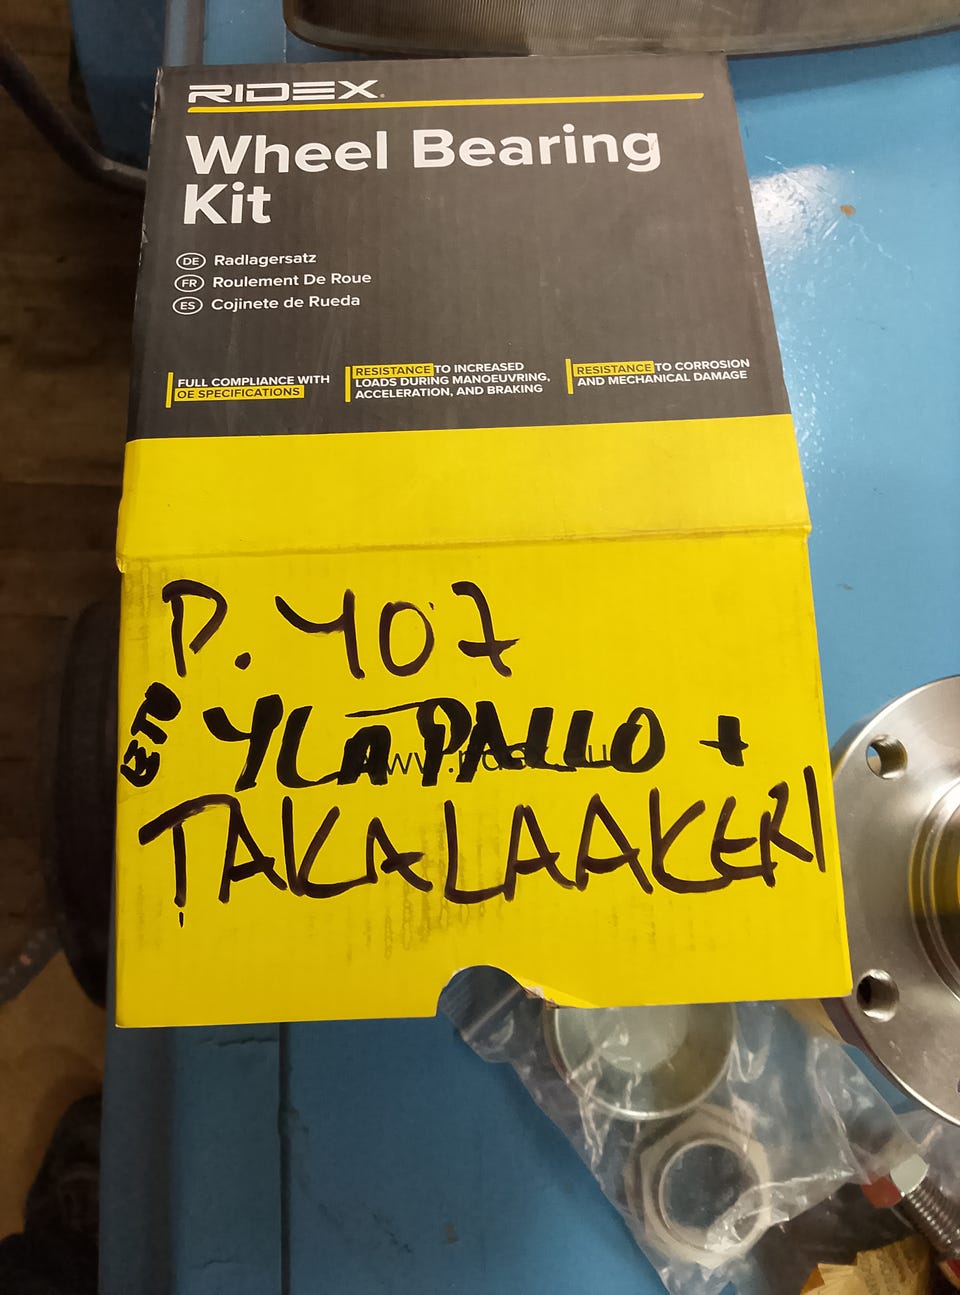 RIDEX
Wheel Bearing
Kit
DE Radlagersatz
FR Roulement De Roue
ES Cojinete de Rueda
FULL COMPLIANCE WITH
OE SPECIFICATIONS
RESISTANCE TO INCREASED
LOADS DURING MANOEUVRING,
ACCELERATION, AND BRAKING
RESISTANCE TO CORROSION
AND MECHANICAL DAMAGE
P. 407
ETU
YLÄPALLO +
TAKALAAKERI